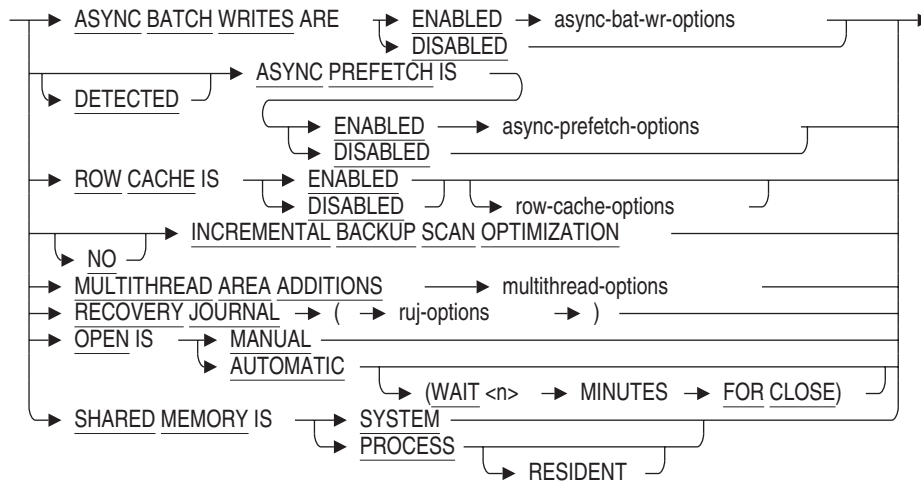 ASYNC BATCH WRITES ARE ENABLED async-bat-wr-options
DISABLED
ASYNC PREFETCH IS
DETECTED
ENABLED async-prefetch-options
DISABLED
ROW CACHE IS ENABLED
DISABLED row-cache-options
INCREMENTAL BACKUP SCAN OPTIMIZATION
NO
MULTITHREAD AREA ADDITIONS multithread-options
RECOVERY JOURNAL ( ruj-options )
OPEN IS MANUAL
AUTOMATIC
(WAIT <n> MINUTES FOR CLOSE)
SHARED MEMORY IS SYSTEM
PROCESS
RESIDENT